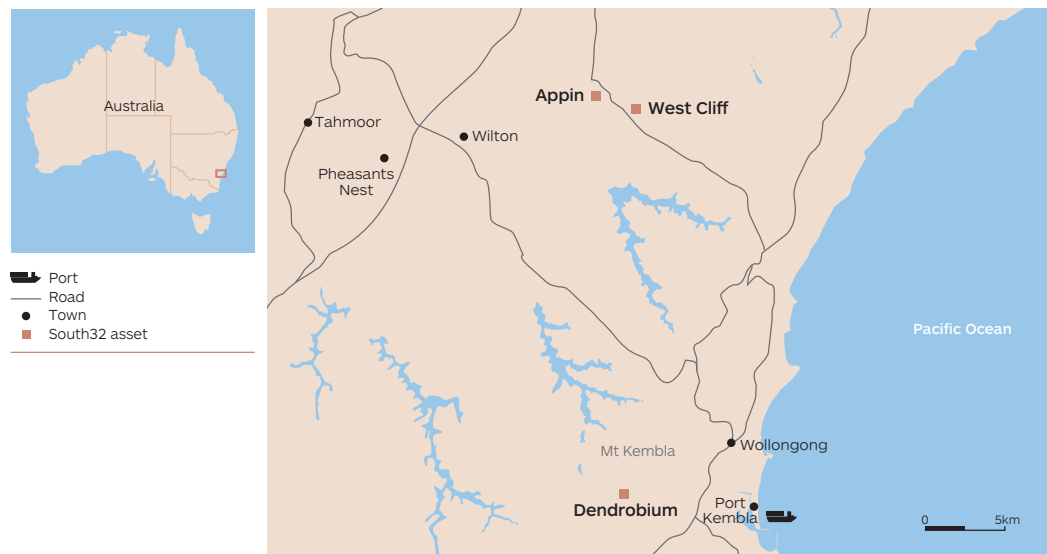 Australia
Port
Road
Town
South32 asset
Appin
West Cliff
Tahmoor
Wilton
Pheasants
Nest
Pacific Ocean
Wollongong
Mt Kembla
Dendrobium
Port
Kembla
0
5km